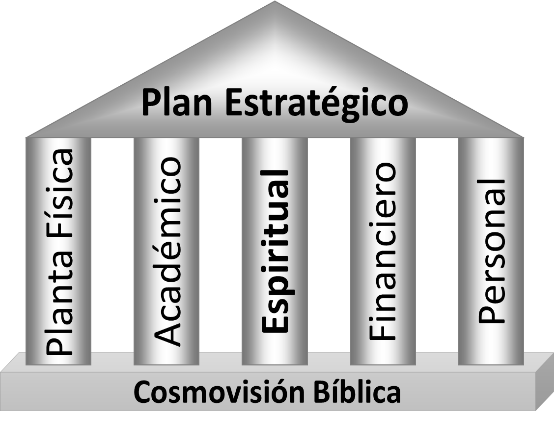 Plan Estratégico
Planta Física
Académico
Espiritual
Financiero
Personal
Cosmovisión Bíblica